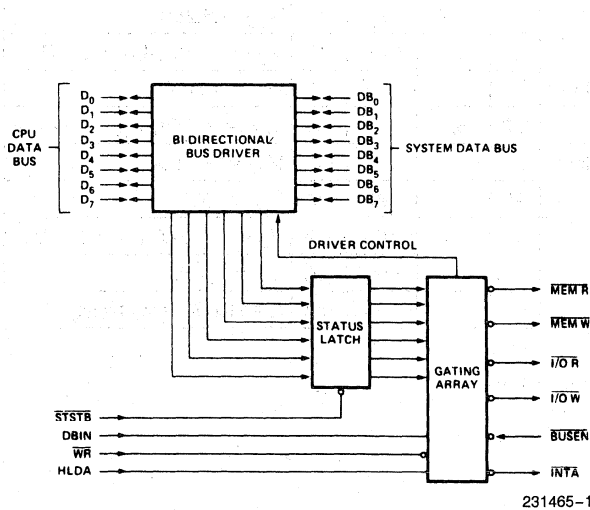 CPU
DATA
BUS
D0
D1
D2
D3
D4
D5
D6
D7
BI-DIRECTIONAL
BUS DRIVER
DB0
DB1
DB2
DB3
DB4
DB5
DB6
DB7
SYSTEM DATA BUS
DRIVER CONTROL
STATUS
LATCH
GATING
ARRAY
MEM R
MEM W
I/O R
I/O W
BUSEN
INTA
STSTB
DBIN
WR
HLDA
231465-1